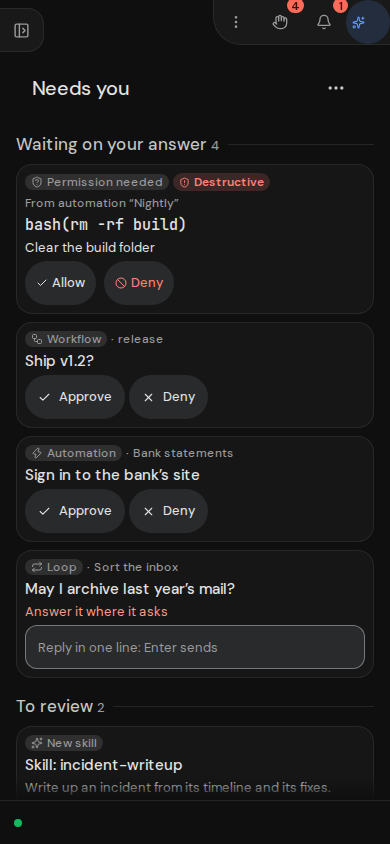 4
1
Needs you
Waiting on your answer 4
Permission needed Destructive
From automation “Nightly”
bash(rm -rf build)
Clear the build folder
Allow Deny
Workflow · release
Ship v1.2?
Approve Deny
Automation · Bank statements
Sign in to the bank’s site
Approve Deny
Loop · Sort the inbox
May I archive last year’s mail?
Answer it where it asks
Reply in one line: Enter sends
To review 2
New skill
Skill: incident-writeup
Write up an incident from its timeline and its fixes.